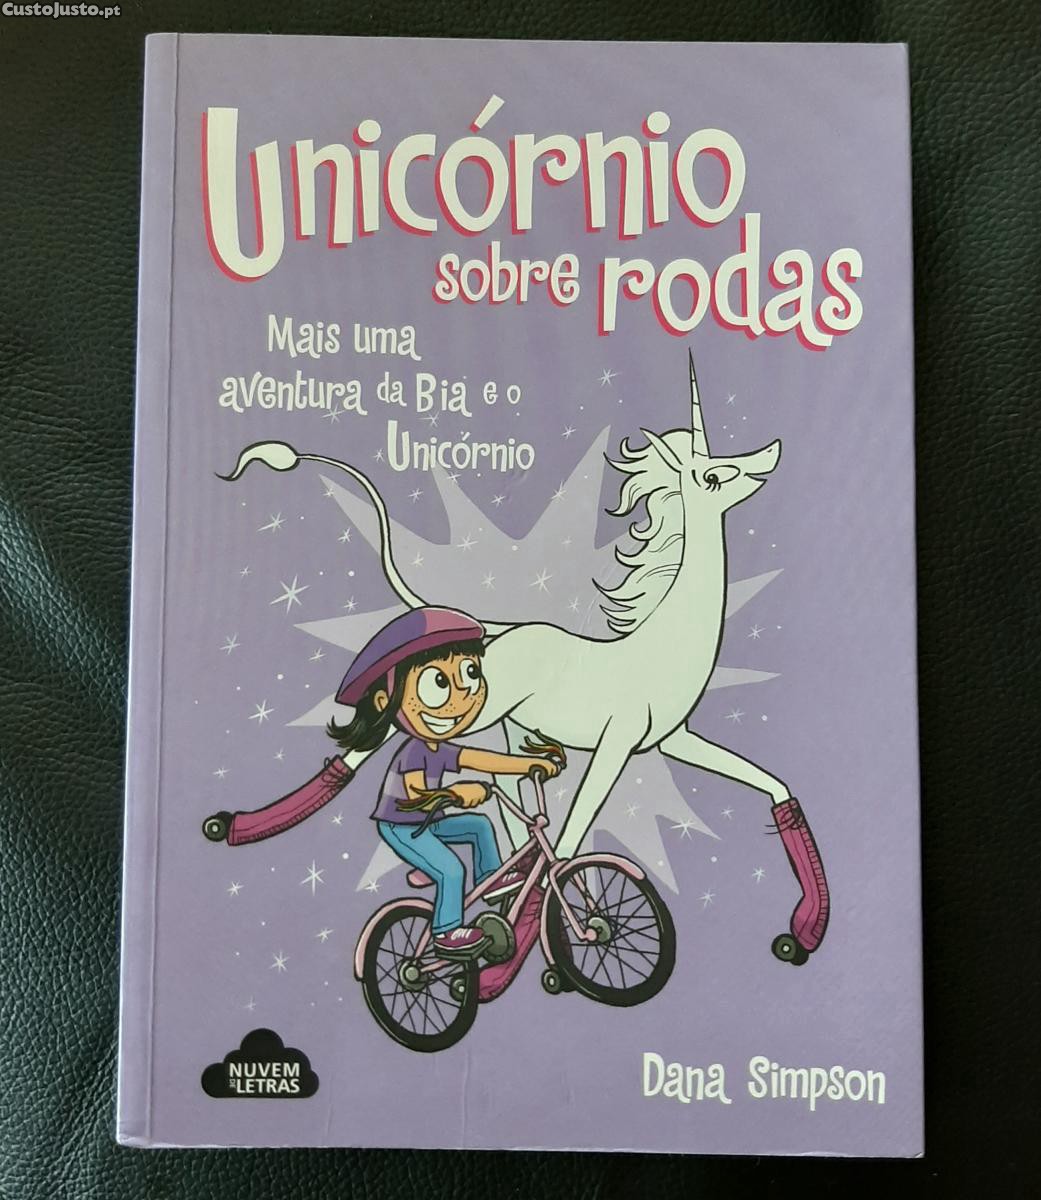 CustoJusto.pt
Unicórnio
sobre rodas
Mais uma
aventura da Bia e o
Unicórnio
NUVEM
DE LETRAS
Dana Simpson